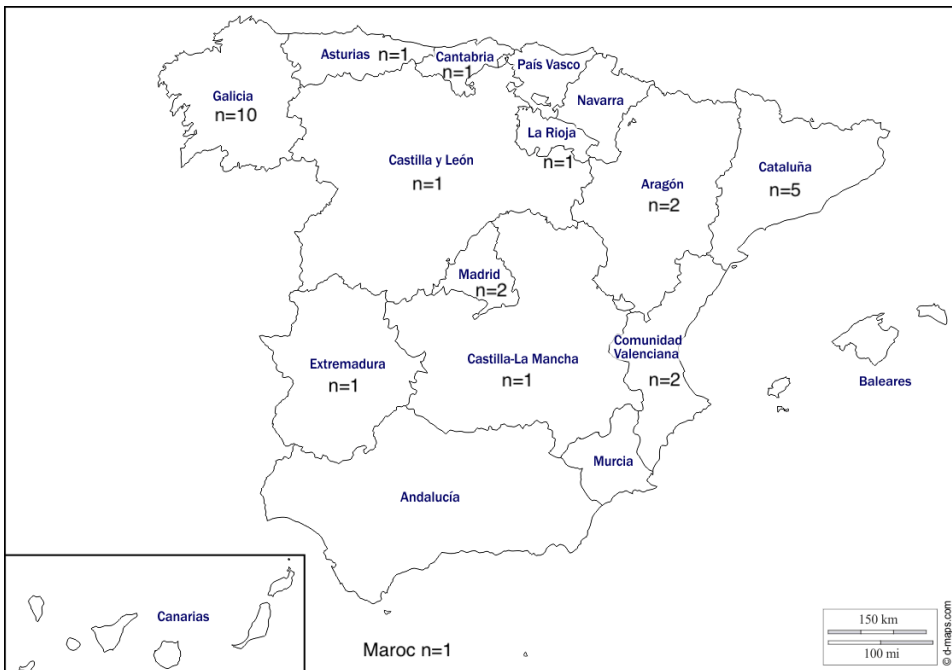 Asturias n=1
Cantabria
n=1
País Vasco
Navarra
Galicia
n=10
La Rioja
n=1
Castilla y León
n=1
Aragón
n=2
Cataluña
n=5
Madrid
n=2
Comunidad
Valenciana
n=2
Extremadura
n=1
Castilla-La Mancha
n=1
Baleares
Murcia
Andalucía
Canarias
Maroc n=1
150 km
100 mi
© d-maps.com